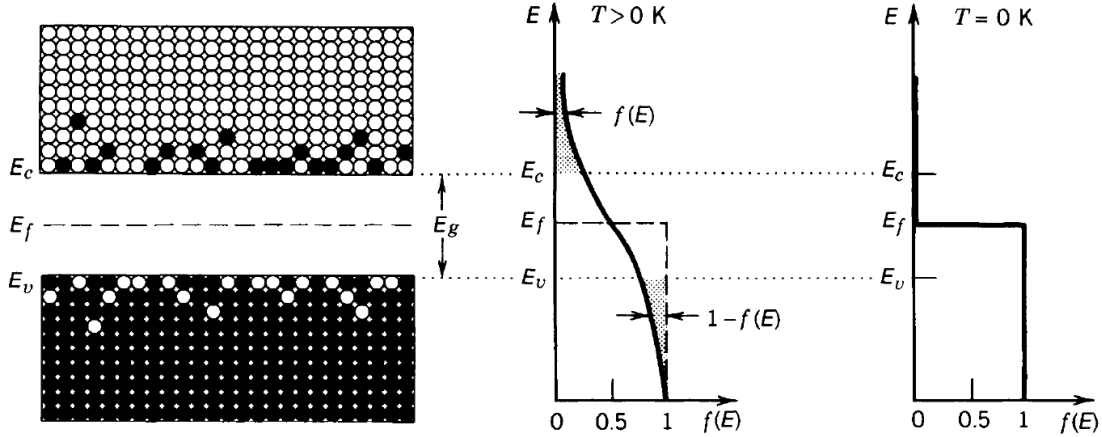 E T > 0 K
E T = 0 K
f(E)
E_c E_c E_c
E_f E_g E_f E_f
E_v E_v E_v
1 – f(E)
0 0.5 1 f(E)
0 0.5 1 f(E)